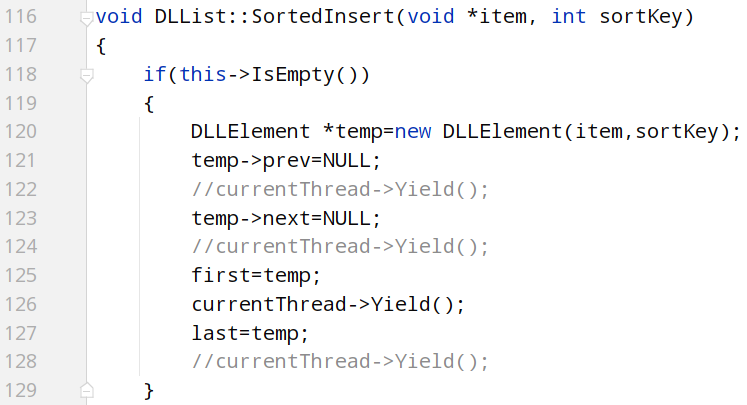 116 void DLList::SortedInsert(void *item, int sortKey)
117 {
118     if(this->IsEmpty())
119     {
120         DLLElement *temp=new DLLElement(item,sortKey);
121         temp->prev=NULL;
122         //currentThread->Yield();
123         temp->next=NULL;
124         //currentThread->Yield();
125         first=temp;
126         currentThread->Yield();
127         last=temp;
128         //currentThread->Yield();
129     }